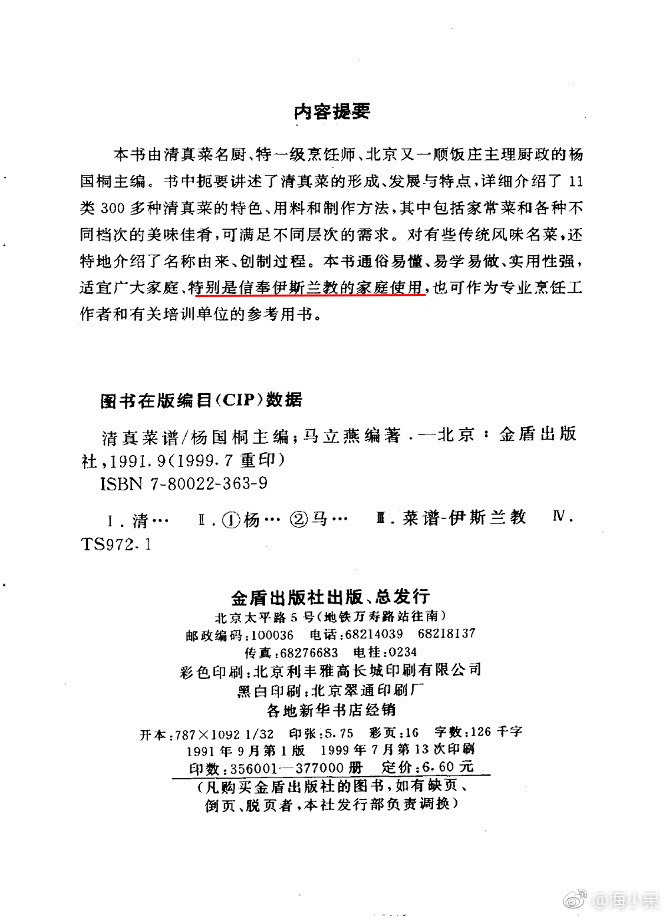 内容提要
本书由清真菜名厨、特一级烹饪师、北京又一顺饭庄主理厨政的杨
国桐主编。书中扼要讲述了清真菜的形成、发展与特点,详细介绍了 11
类 300 多种清真菜的特色、用料和制作方法,其中包括家常菜和各种不
同档次的美味佳肴,可满足不同层次的需求。对有些传统风味名菜,还
特地介绍了名称由来、创制过程。本书通俗易懂、易学易做、实用性强,
适宜广大家庭、特别是信奉伊斯兰教的家庭使用,也可作为专业烹饪工
作者和有关培训单位的参考用书。
图书在版编目(CIP)数据
清真菜谱/杨国桐主编;马立燕编著.—北京:金盾出版
社,1991.9(1999.7重印)
ISBN 7-80022-363-9
Ⅰ.清… Ⅱ.①杨… ②马… Ⅲ.菜谱-伊斯兰教 Ⅳ.
TS972.1
金盾出版社出版、总发行
北京太平路5号(地铁万寿路站往南)
邮政编码:100036 电话:68214039 68218137
传真:68276683 电挂:0234
彩色印刷:北京利丰雅高长城印刷有限公司
黑白印刷:北京翠通印刷厂
各地新华书店经销
开本:787×1092 1/32 印张:5.75 彩页:16 字数:126千字
1991年9月第1版 1999年7月第13次印刷
印数:356001—377000册 定价:6.60元
(凡购买金盾出版社的图书,如有缺页、
倒页、脱页者,本社发行部负责调换)
@海小果